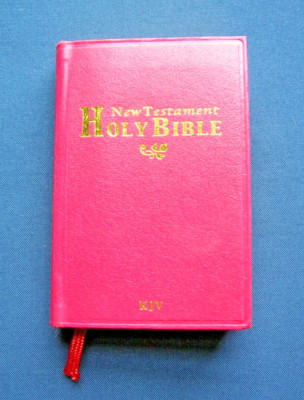 New Testament
HOLY BIBLE
KJV